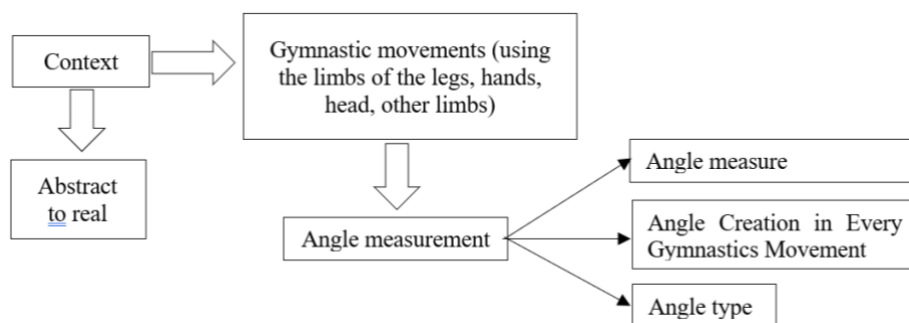 Context
Gymnastic movements (using
the limbs of the legs, hands,
head, other limbs)
Abstract
to real
Angle measurement
Angle measure
Angle Creation in Every
Gymnastics Movement
Angle type